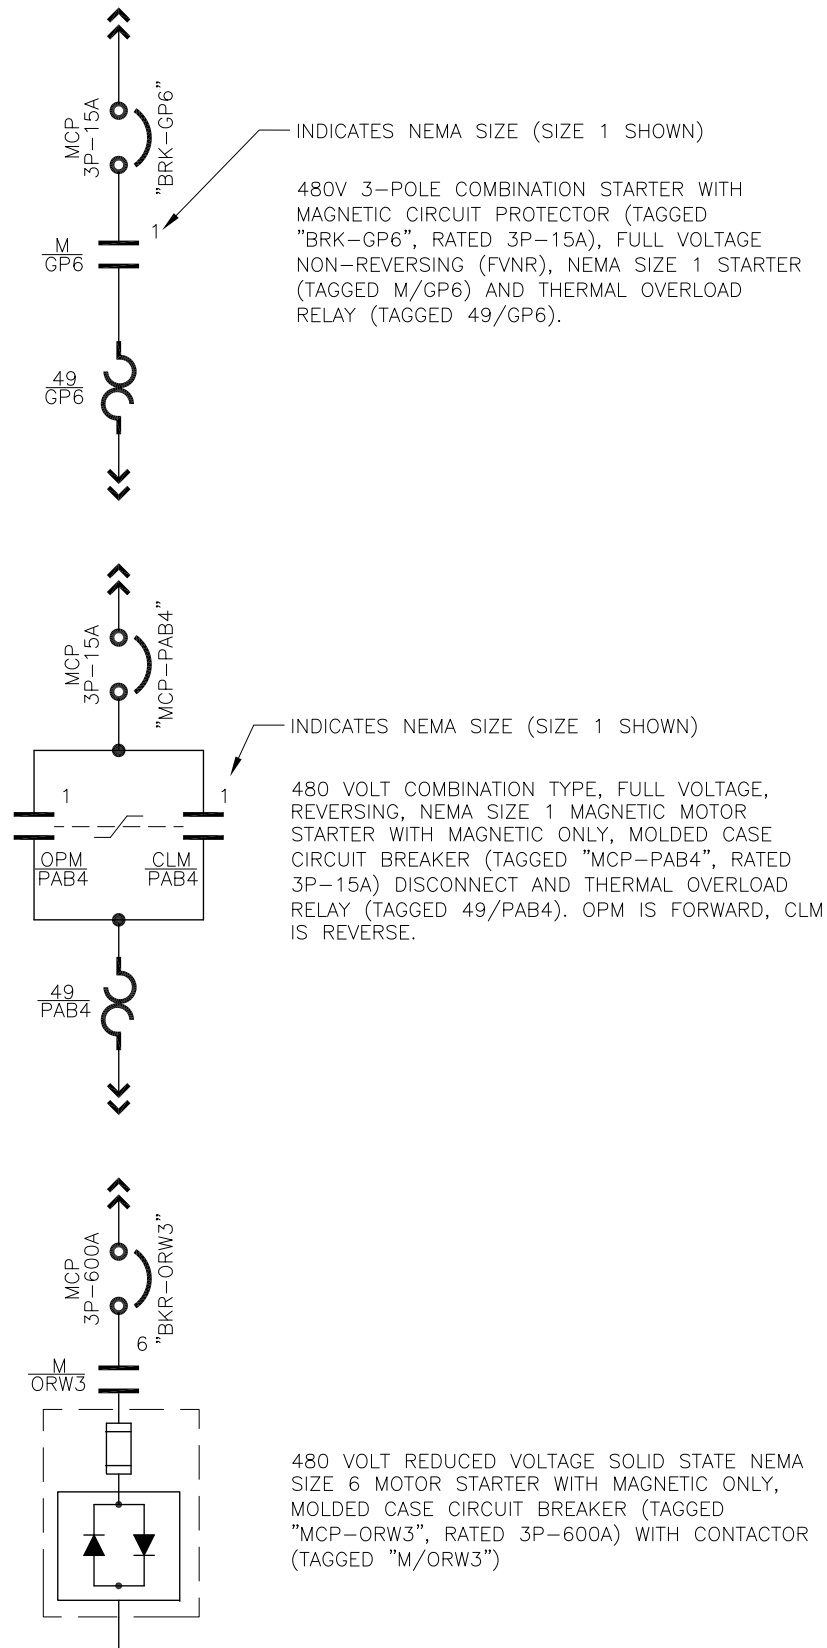 MCP
3P-15A
"BRK-GP6"
1
INDICATES NEMA SIZE (SIZE 1 SHOWN)
480V 3-POLE COMBINATION STARTER WITH
MAGNETIC CIRCUIT PROTECTOR (TAGGED
"BRK-GP6", RATED 3P-15A), FULL VOLTAGE
NON-REVERSING (FVNR), NEMA SIZE 1 STARTER
(TAGGED M/GP6) AND THERMAL OVERLOAD
RELAY (TAGGED 49/GP6).
M
GP6
49
GP6
MCP
3P-15A
"MCP-PAB4"
INDICATES NEMA SIZE (SIZE 1 SHOWN)
1
1
480 VOLT COMBINATION TYPE, FULL VOLTAGE,
REVERSING, NEMA SIZE 1 MAGNETIC MOTOR
STARTER WITH MAGNETIC ONLY, MOLDED CASE
CIRCUIT BREAKER (TAGGED "MCP-PAB4", RATED
3P-15A) DISCONNECT AND THERMAL OVERLOAD
RELAY (TAGGED 49/PAB4). OPM IS FORWARD, CLM
IS REVERSE.
OPM
PAB4
CLM
PAB4
49
PAB4
MCP
3P-600A
"BKR-ORW3"
6
M
ORW3
480 VOLT REDUCED VOLTAGE SOLID STATE NEMA
SIZE 6 MOTOR STARTER WITH MAGNETIC ONLY,
MOLDED CASE CIRCUIT BREAKER (TAGGED
"MCP-ORW3", RATED 3P-600A) WITH CONTACTOR
(TAGGED "M/ORW3")